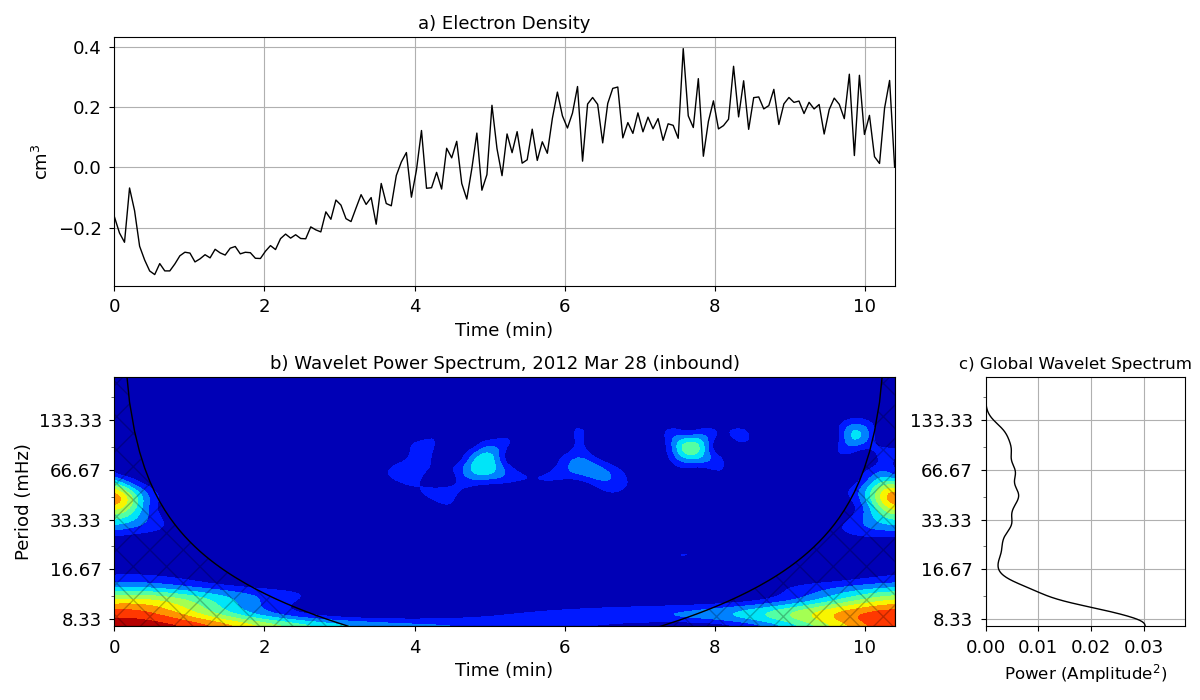 a) Electron Density
0.4
0.2
0.0
−0.2
cm³
0 2 4 6 8 10
Time (min)
b) Wavelet Power Spectrum, 2012 Mar 28 (inbound)
133.33
66.67
33.33
16.67
8.33
Period (mHz)
0 2 4 6 8 10
Time (min)
c) Global Wavelet Spectrum
133.33
66.67
33.33
16.67
8.33
0.00 0.01 0.02 0.03
Power (Amplitude²)